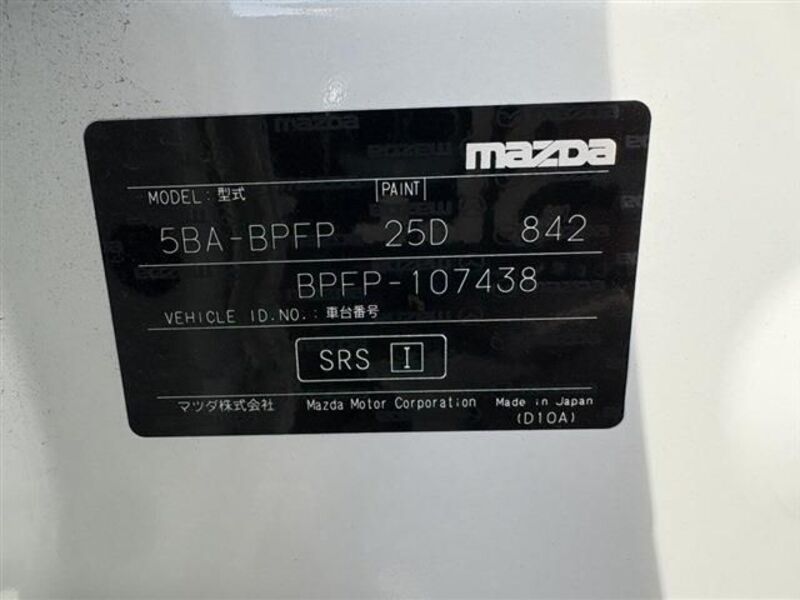 mazda
MODEL : 型式 PAINT
5BA-BPFP 25D 842
BPFP-107438
VEHICLE ID.NO.: 車台番号
SRS I
マツダ株式会社 Mazda Motor Corporation Made in Japan
(D10A)